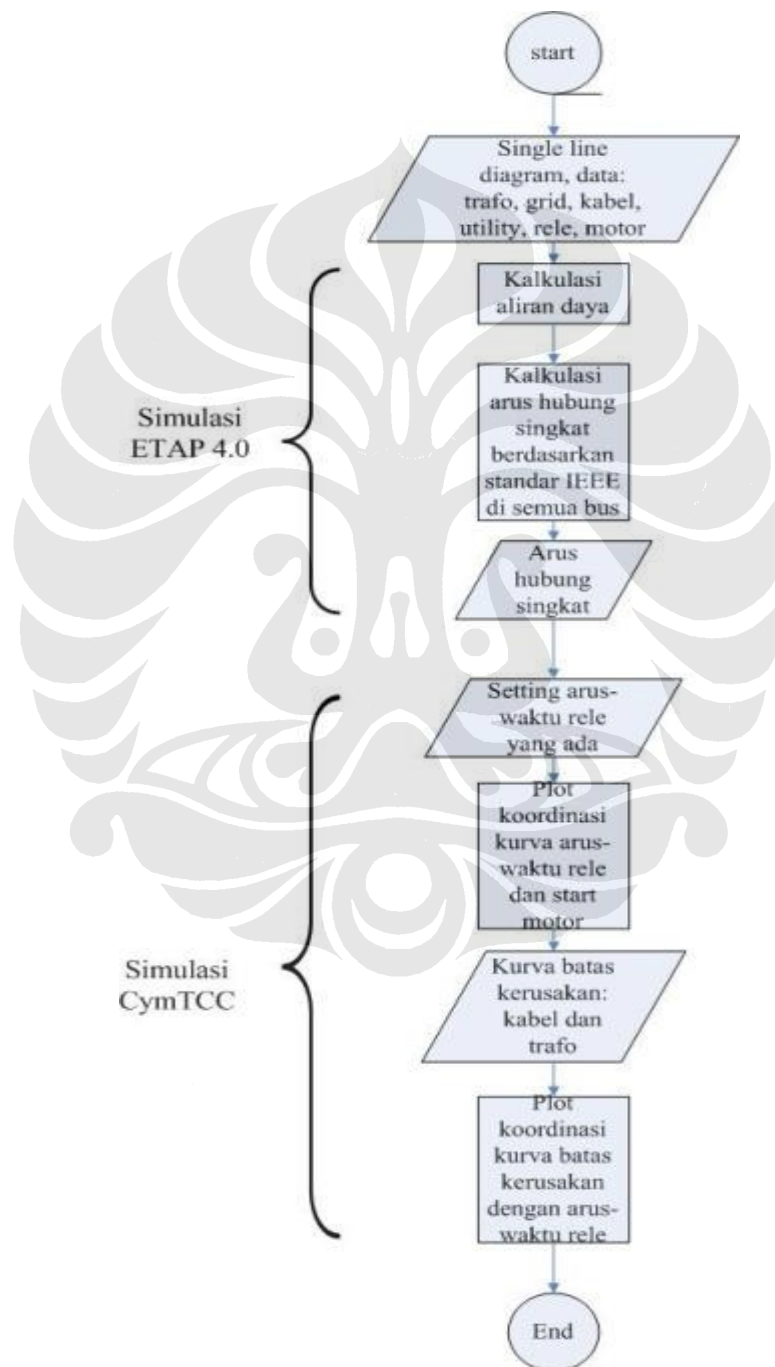 start
Single line
diagram, data:
trafo, grid, kabel,
utility, rele, motor
Kalkulasi
aliran daya
Kalkulasi
arus hubung
singkat
berdasarkan
standar IEEE
di semua bus
Arus
hubung
singkat
Simulasi
ETAP 4.0
Setting arus-
waktu rele
yang ada
Plot
koordinasi
kurva arus-
waktu rele
dan start
motor
Kurva batas
kerusakan:
kabel dan
trafo
Plot
koordinasi
kurva batas
kerusakan
dengan arus-
waktu rele
Simulasi
CymTCC
End